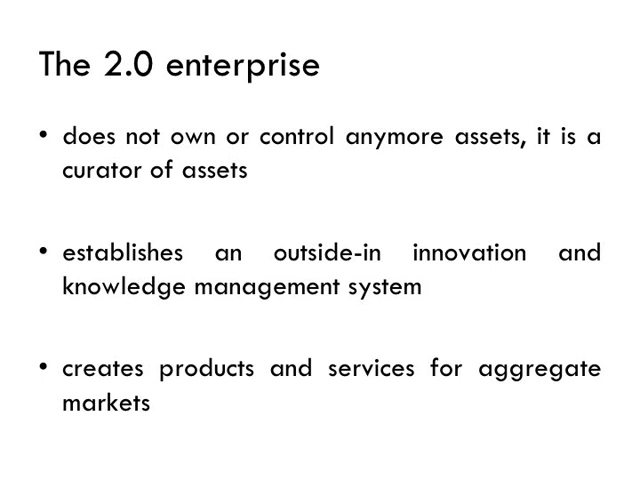 The 2.0 enterprise
• does not own or control anymore assets, it is a
curator of assets
• establishes an outside-in innovation and
knowledge management system
• creates products and services for aggregate
markets